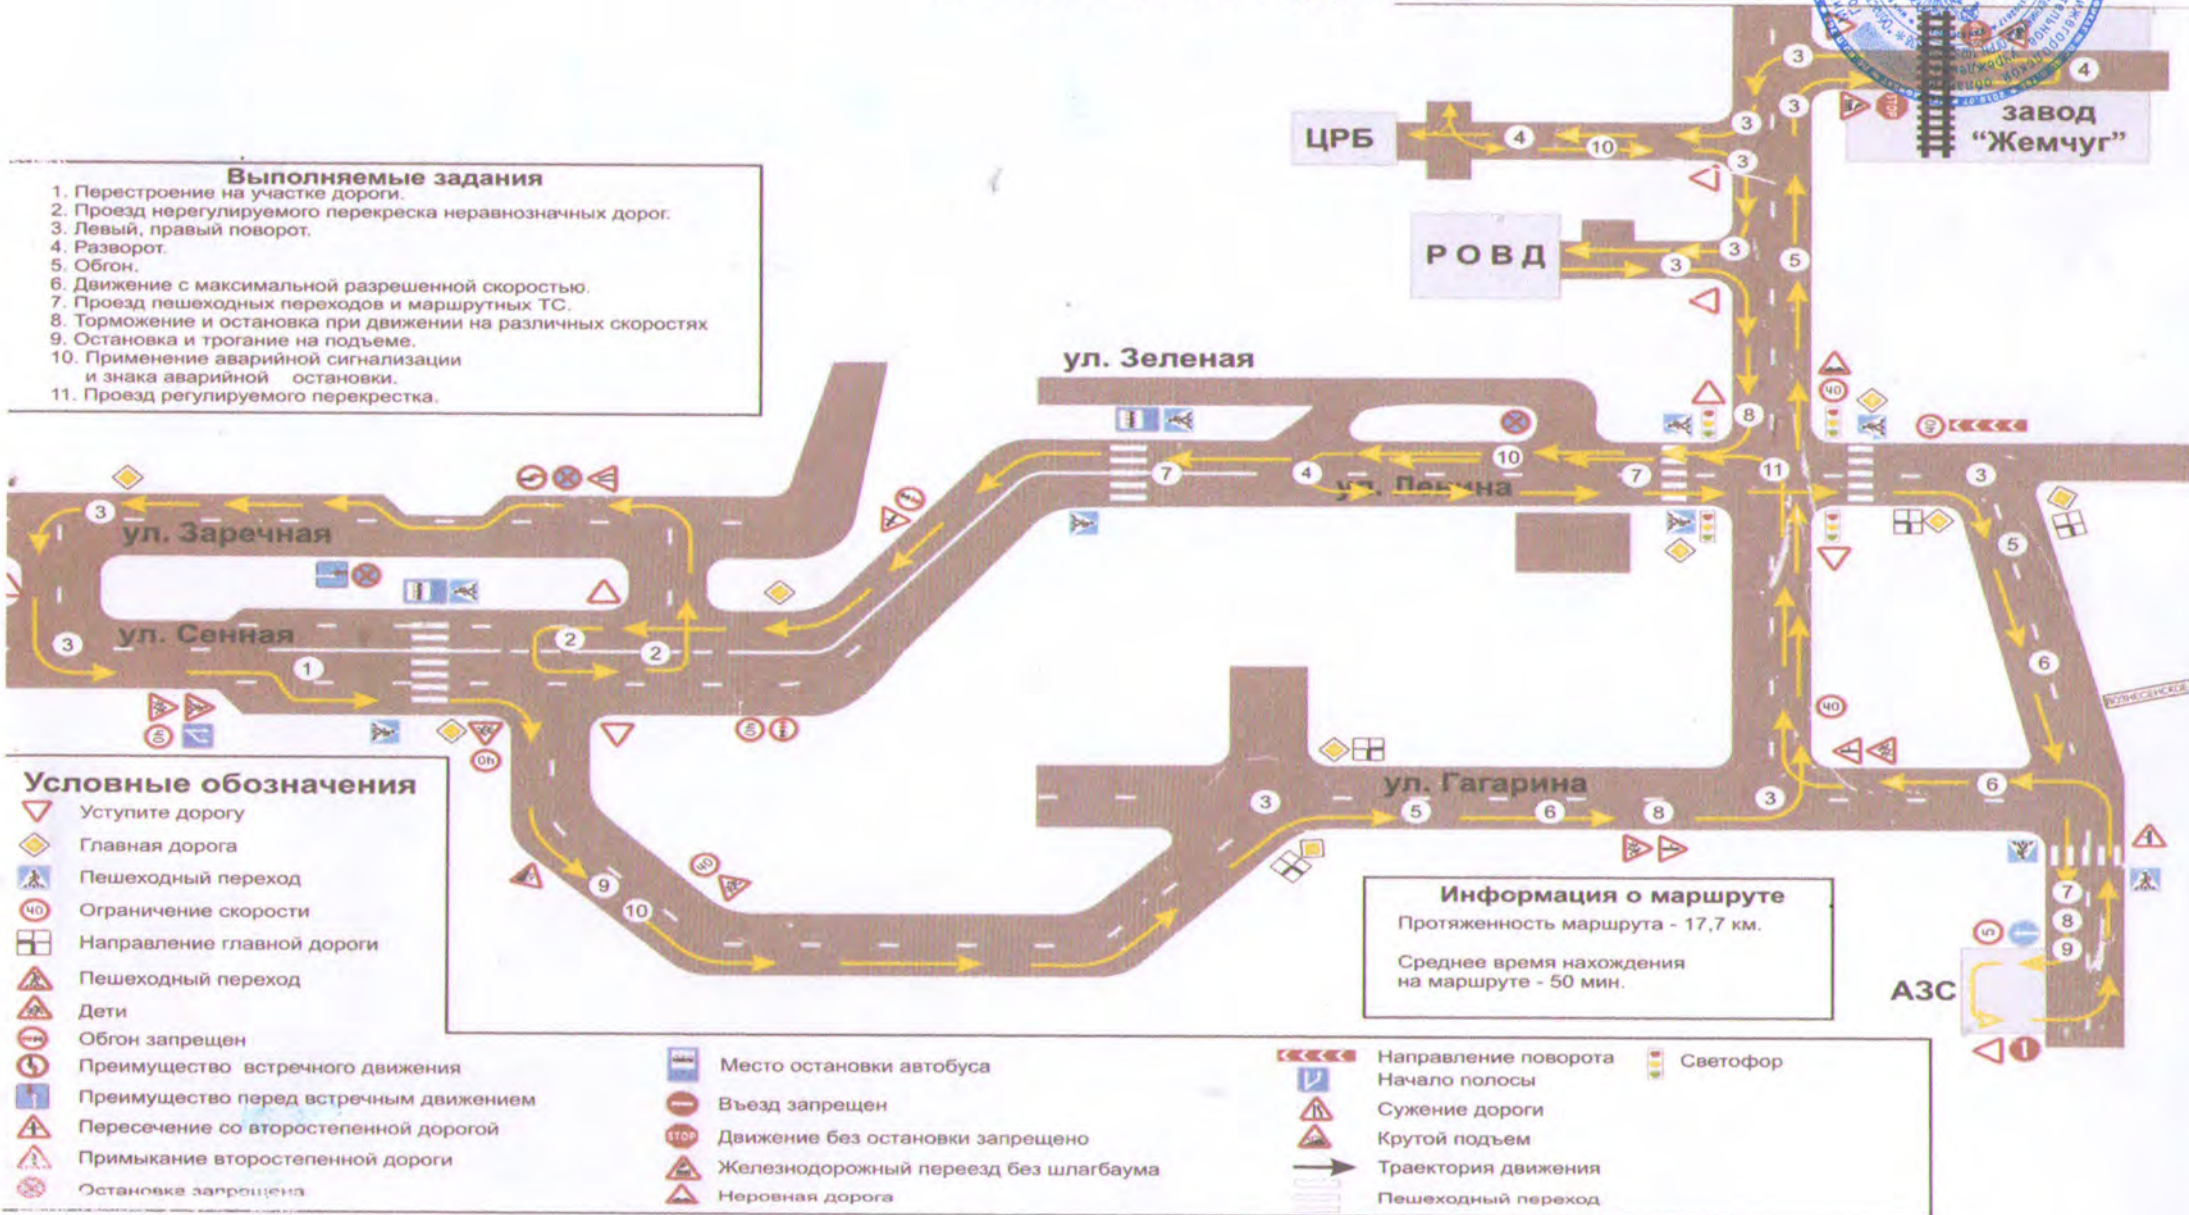 ЦРБ
завод
“Жемчуг”
РОВД
Выполняемые задания
1. Перестроение на участке дороги.
2. Проезд нерегулируемого перекреска неравнозначных дорог.
3. Левый, правый поворот.
4. Разворот.
5. Обгон.
6. Движение с максимальной разрешенной скоростью.
7. Проезд пешеходных переходов и маршрутных ТС.
8. Торможение и остановка при движении на различных скоростях
9. Остановка и трогание на подъеме.
10. Применение аварийной сигнализации
и знака аварийной остановки.
11. Проезд регулируемого перекрестка.
ул. Зеленая
ул. Ленина
ул. Заречная
ул. Сенная
ул. Гагарина
ВОЗНЕСЕНСКОЕ
АЗС
Информация о маршруте
Протяженность маршрута - 17,7 км.
Среднее время нахождения
на маршруте - 50 мин.
Условные обозначения
Уступите дорогу
Главная дорога
Пешеходный переход
40 Ограничение скорости
Направление главной дороги
Пешеходный переход
Дети
Обгон запрещен
Преимущество встречного движения
Преимущество перед встречным движением
Пересечение со второстепенной дорогой
Примыкание второстепенной дороги
Остановка запрещена
Место остановки автобуса
Въезд запрещен
STOP Движение без остановки запрещено
Железнодорожный переезд без шлагбаума
Неровная дорога
Направление поворота
Начало полосы
Сужение дороги
Крутой подъем
Траектория движения
Пешеходный переход
Светофор